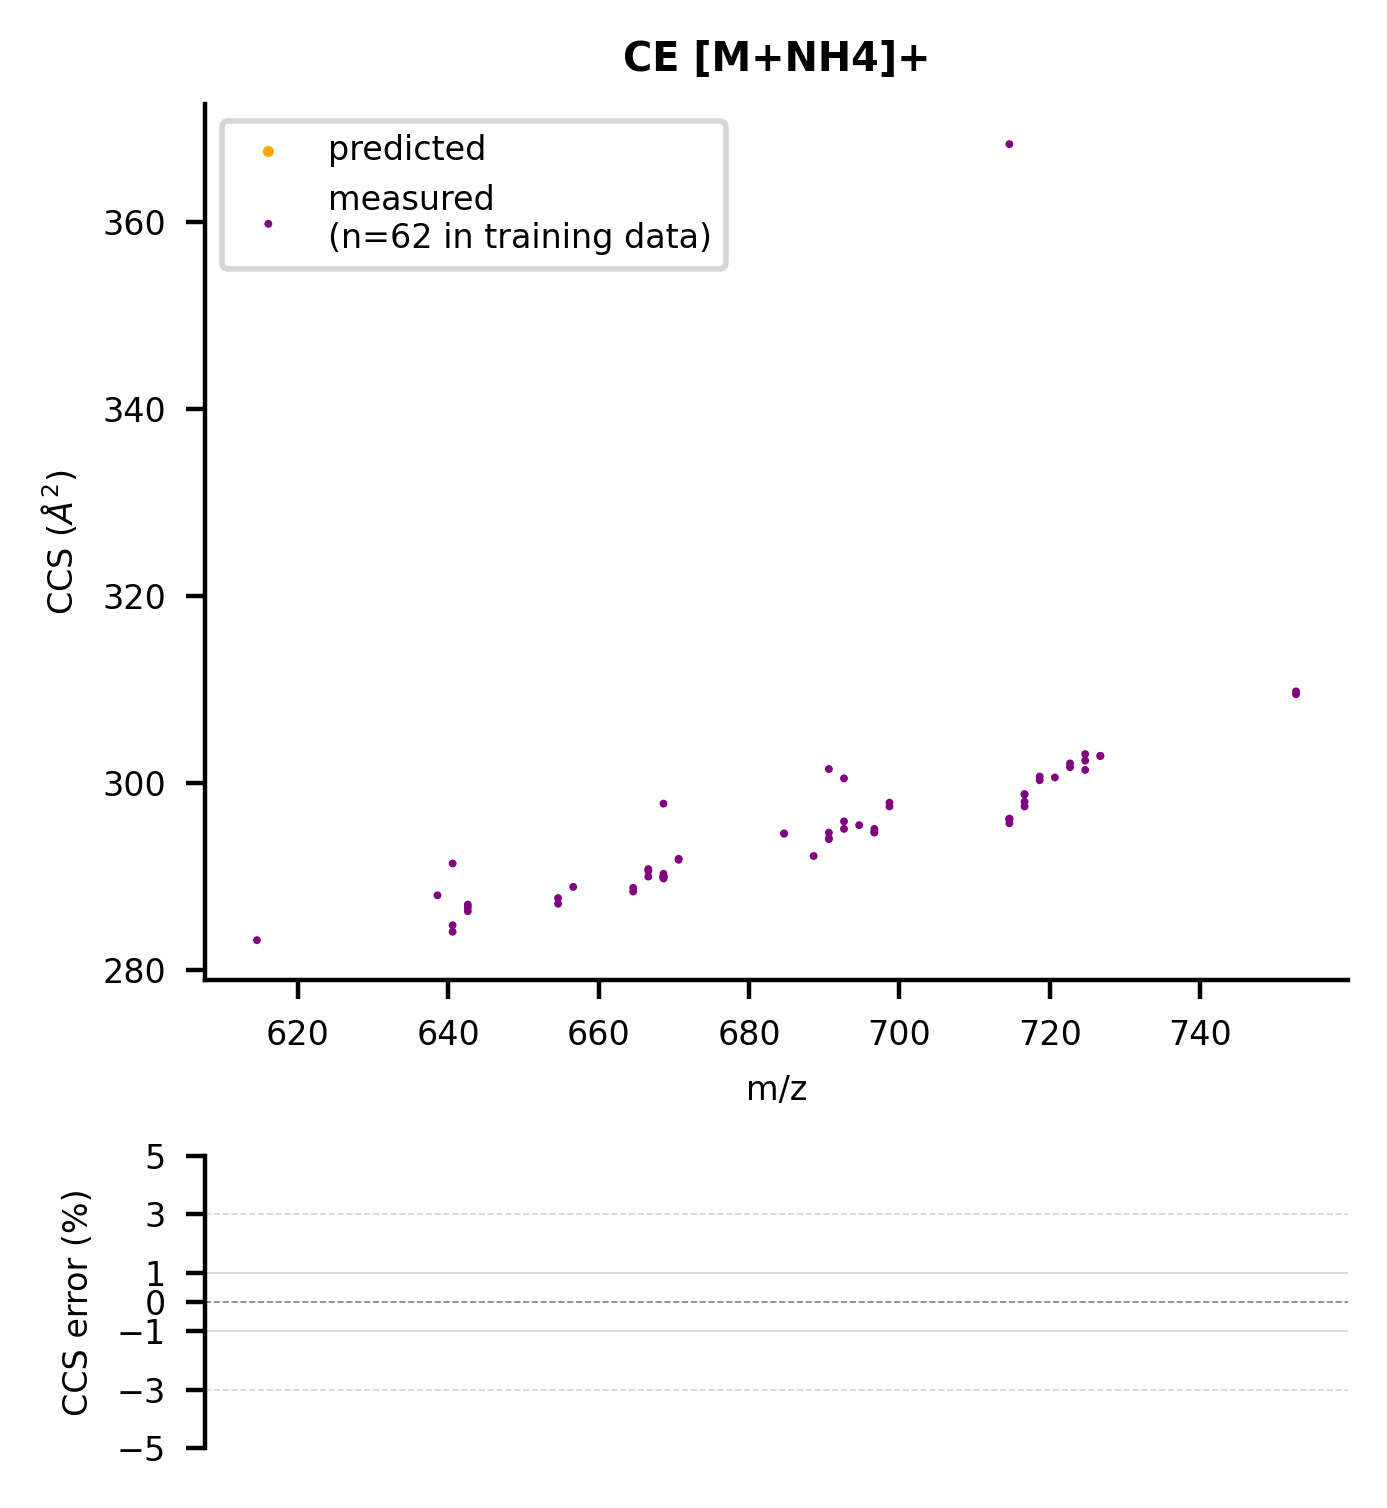 CE [M+NH4]+
predicted
measured
(n=62 in training data)
360
340
320
300
280
CCS (Å²)
620 640 660 680 700 720 740
m/z
5
3
1
0
−1
−3
−5
CCS error (%)